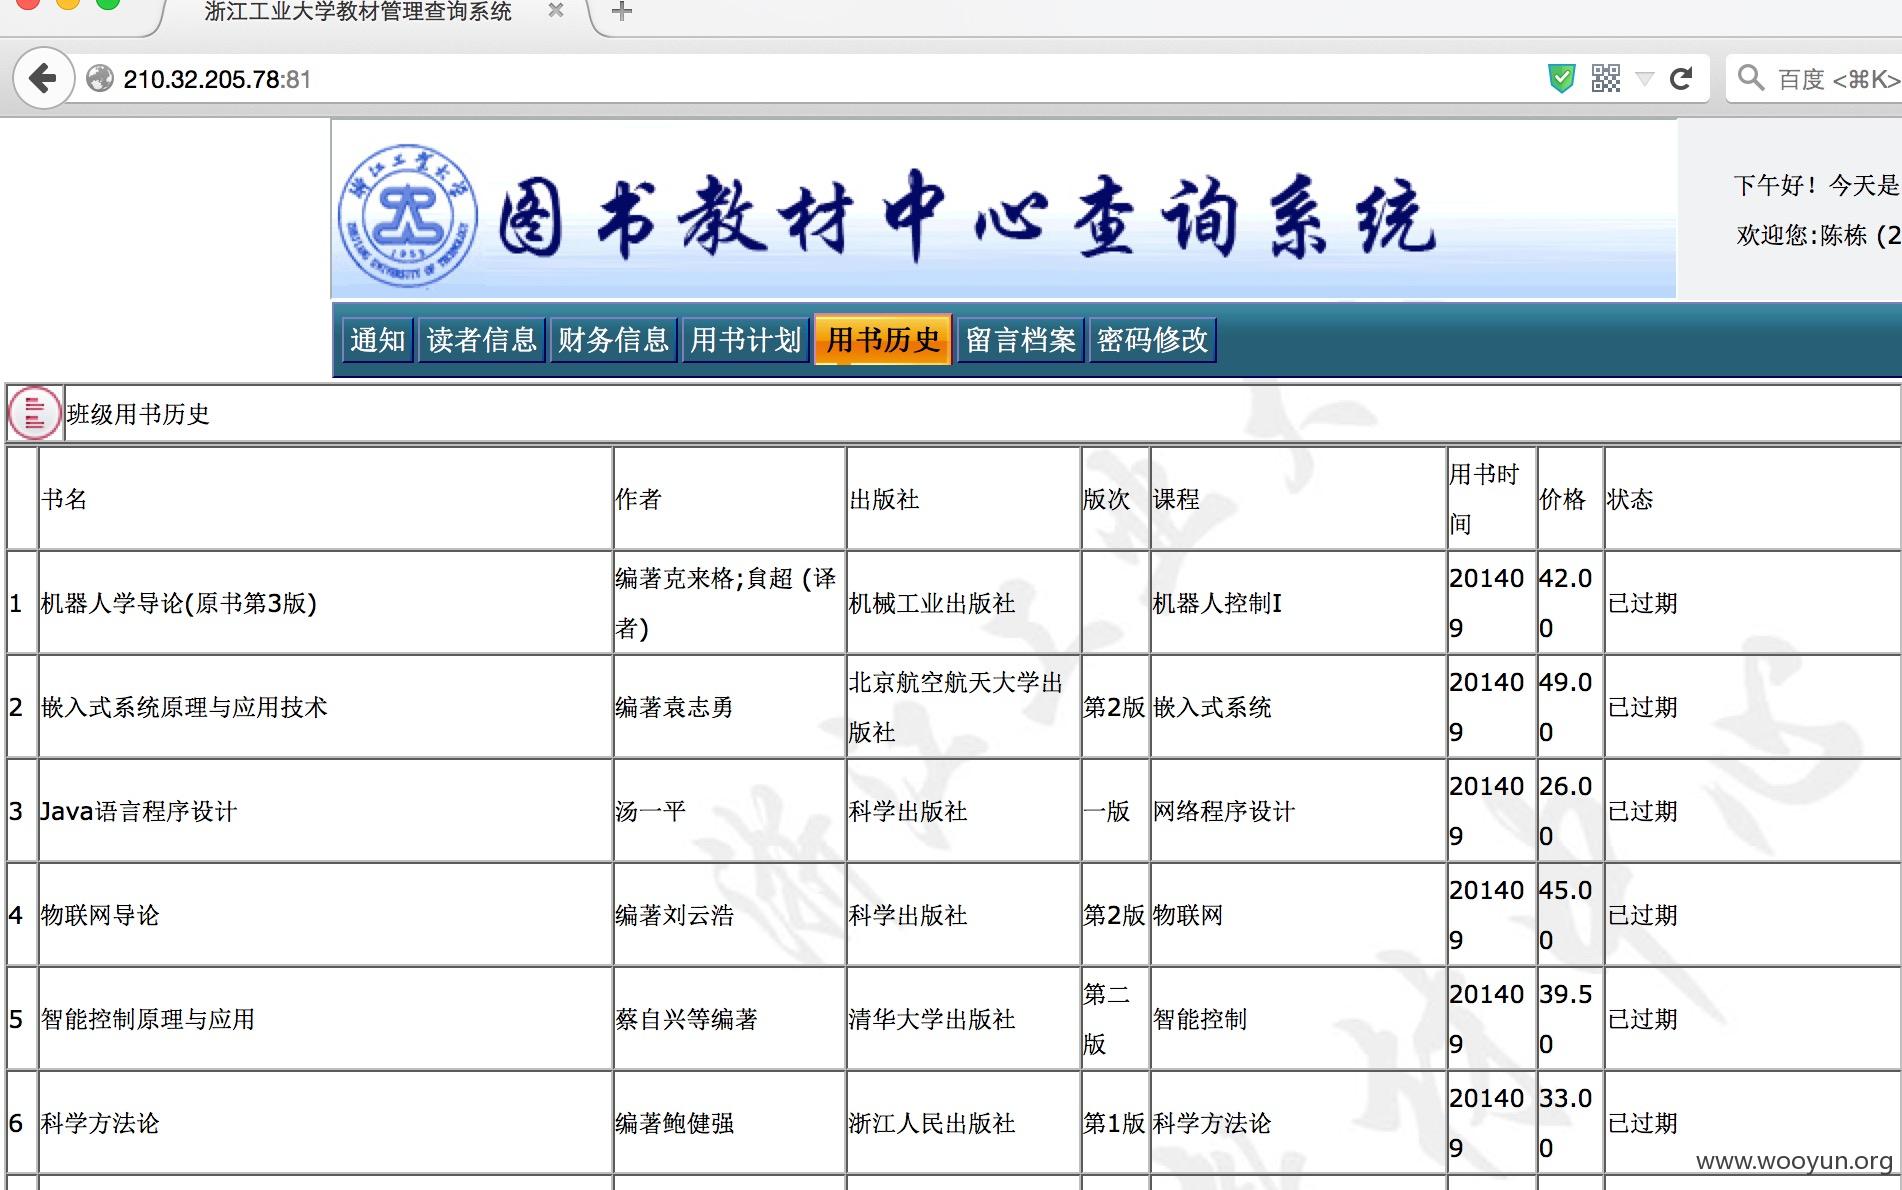 浙江工业大学教材管理查询系统
210.32.205.78:81
百度 <⌘K>
浙江工业大学
ZHEJIANG UNIVERSITY OF TECHNOLOGY
1953
图书教材中心查询系统
下午好！今天是
欢迎您:陈栋 (2
通知 读者信息 财务信息 用书计划 用书历史 留言档案 密码修改
班级用书历史
书名 作者 出版社 版次 课程 用书时间 价格 状态
1 机器人学导论(原书第3版) 编著克来格;貟超 (译者) 机械工业出版社 机器人控制I 201409 42.00 已过期
2 嵌入式系统原理与应用技术 编著袁志勇 北京航空航天大学出版社 第2版 嵌入式系统 201409 49.00 已过期
3 Java语言程序设计 汤一平 科学出版社 一版 网络程序设计 201409 26.00 已过期
4 物联网导论 编著刘云浩 科学出版社 第2版 物联网 201409 45.00 已过期
5 智能控制原理与应用 蔡自兴等编著 清华大学出版社 第二版 智能控制 201409 39.50 已过期
6 科学方法论 编著鲍健强 浙江人民出版社 第1版 科学方法论 201409 33.00 已过期
www.wooyun.org